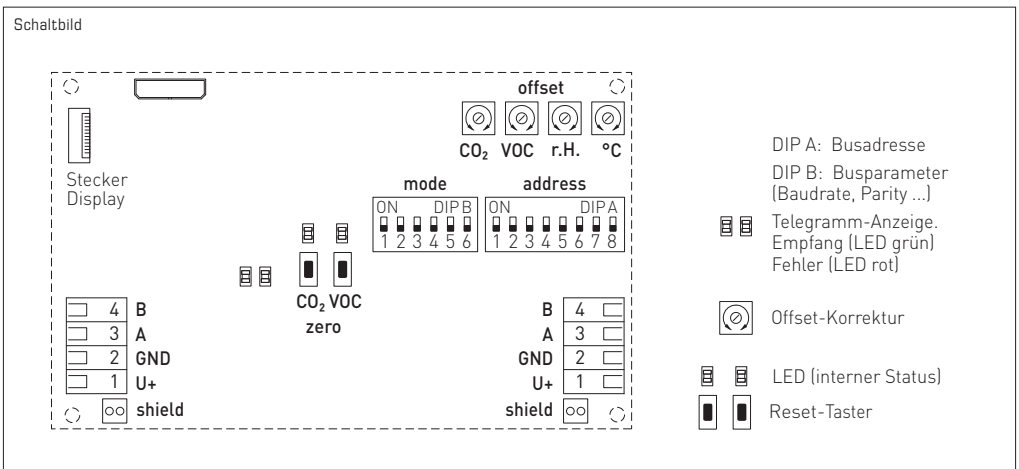 Schaltbild
offset
CO₂ VOC r.H. °C
Stecker
Display
mode address
ON DIP B ON DIP A
1 2 3 4 5 6 1 2 3 4 5 6 7 8
CO₂ VOC
zero
4 B
3 A
2 GND
1 U+
shield
B 4
A 3
GND 2
U+ 1
shield
DIP A: Busadresse
DIP B: Busparameter
(Baudrate, Parity ...)
Telegramm-Anzeige.
Empfang (LED grün)
Fehler (LED rot)
Offset-Korrektur
LED (interner Status)
Reset-Taster